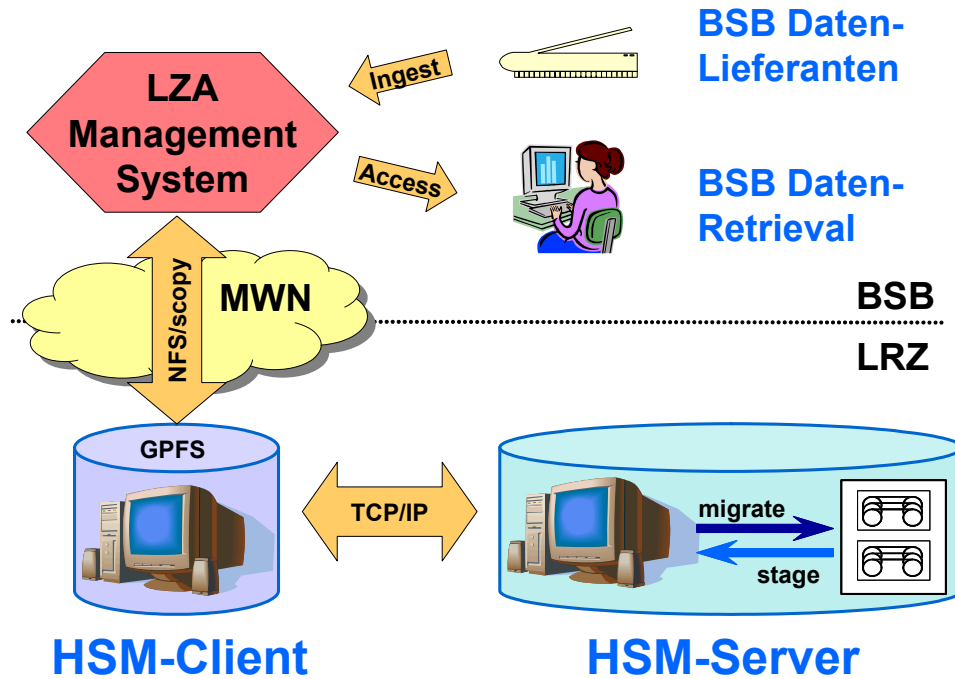 BSB Daten-
Lieferanten
Ingest
LZA
Management
System
Access
BSB Daten-
Retrieval
MWN
NFS/scopy
BSB
LRZ
GPFS
TCP/IP
migrate
stage
HSM-Client
HSM-Server